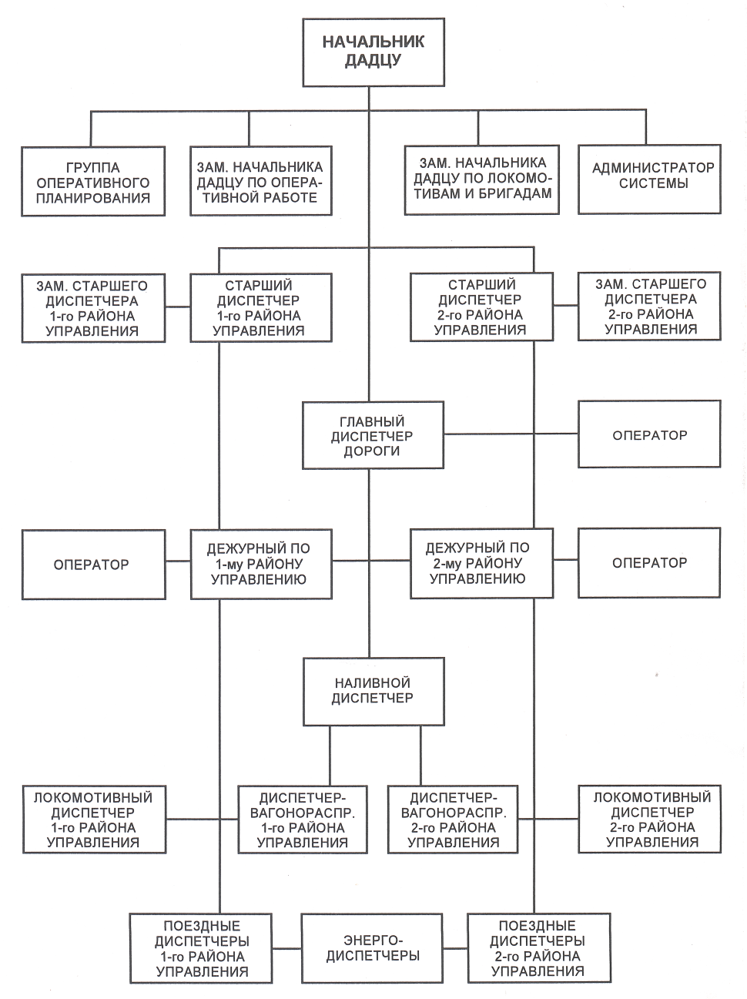 НАЧАЛЬНИК
ДАДЦУ
ГРУППА
ОПЕРАТИВНОГО
ПЛАНИРОВАНИЯ
ЗАМ. НАЧАЛЬНИКА
ДАДЦУ ПО ОПЕРА-
ТИВНОЙ РАБОТЕ
ЗАМ. НАЧАЛЬНИКА
ДАДЦУ ПО ЛОКОМО-
ТИВАМ И БРИГАДАМ
АДМИНИСТРАТОР
СИСТЕМЫ
ЗАМ. СТАРШЕГО
ДИСПЕТЧЕРА
1-го РАЙОНА
УПРАВЛЕНИЯ
СТАРШИЙ
ДИСПЕТЧЕР
1-го РАЙОНА
УПРАВЛЕНИЯ
СТАРШИЙ
ДИСПЕТЧЕР
2-го РАЙОНА
УПРАВЛЕНИЯ
ЗАМ. СТАРШЕГО
ДИСПЕТЧЕРА
2-го РАЙОНА
УПРАВЛЕНИЯ
ГЛАВНЫЙ
ДИСПЕТЧЕР
ДОРОГИ
ОПЕРАТОР
ОПЕРАТОР
ДЕЖУРНЫЙ ПО
1-му РАЙОНУ
УПРАВЛЕНИЮ
ДЕЖУРНЫЙ ПО
2-му РАЙОНУ
УПРАВЛЕНИЮ
ОПЕРАТОР
НАЛИВНОЙ
ДИСПЕТЧЕР
ЛОКОМОТИВНЫЙ
ДИСПЕТЧЕР
1-го РАЙОНА
УПРАВЛЕНИЯ
ДИСПЕТЧЕР-
ВАГОНОРАСПР.
1-го РАЙОНА
УПРАВЛЕНИЯ
ДИСПЕТЧЕР-
ВАГОНОРАСПР.
2-го РАЙОНА
УПРАВЛЕНИЯ
ЛОКОМОТИВНЫЙ
ДИСПЕТЧЕР
2-го РАЙОНА
УПРАВЛЕНИЯ
ПОЕЗДНЫЕ
ДИСПЕТЧЕРЫ
1-го РАЙОНА
УПРАВЛЕНИЯ
ЭНЕРГО-
ДИСПЕТЧЕРЫ
ПОЕЗДНЫЕ
ДИСПЕТЧЕРЫ
2-го РАЙОНА
УПРАВЛЕНИЯ